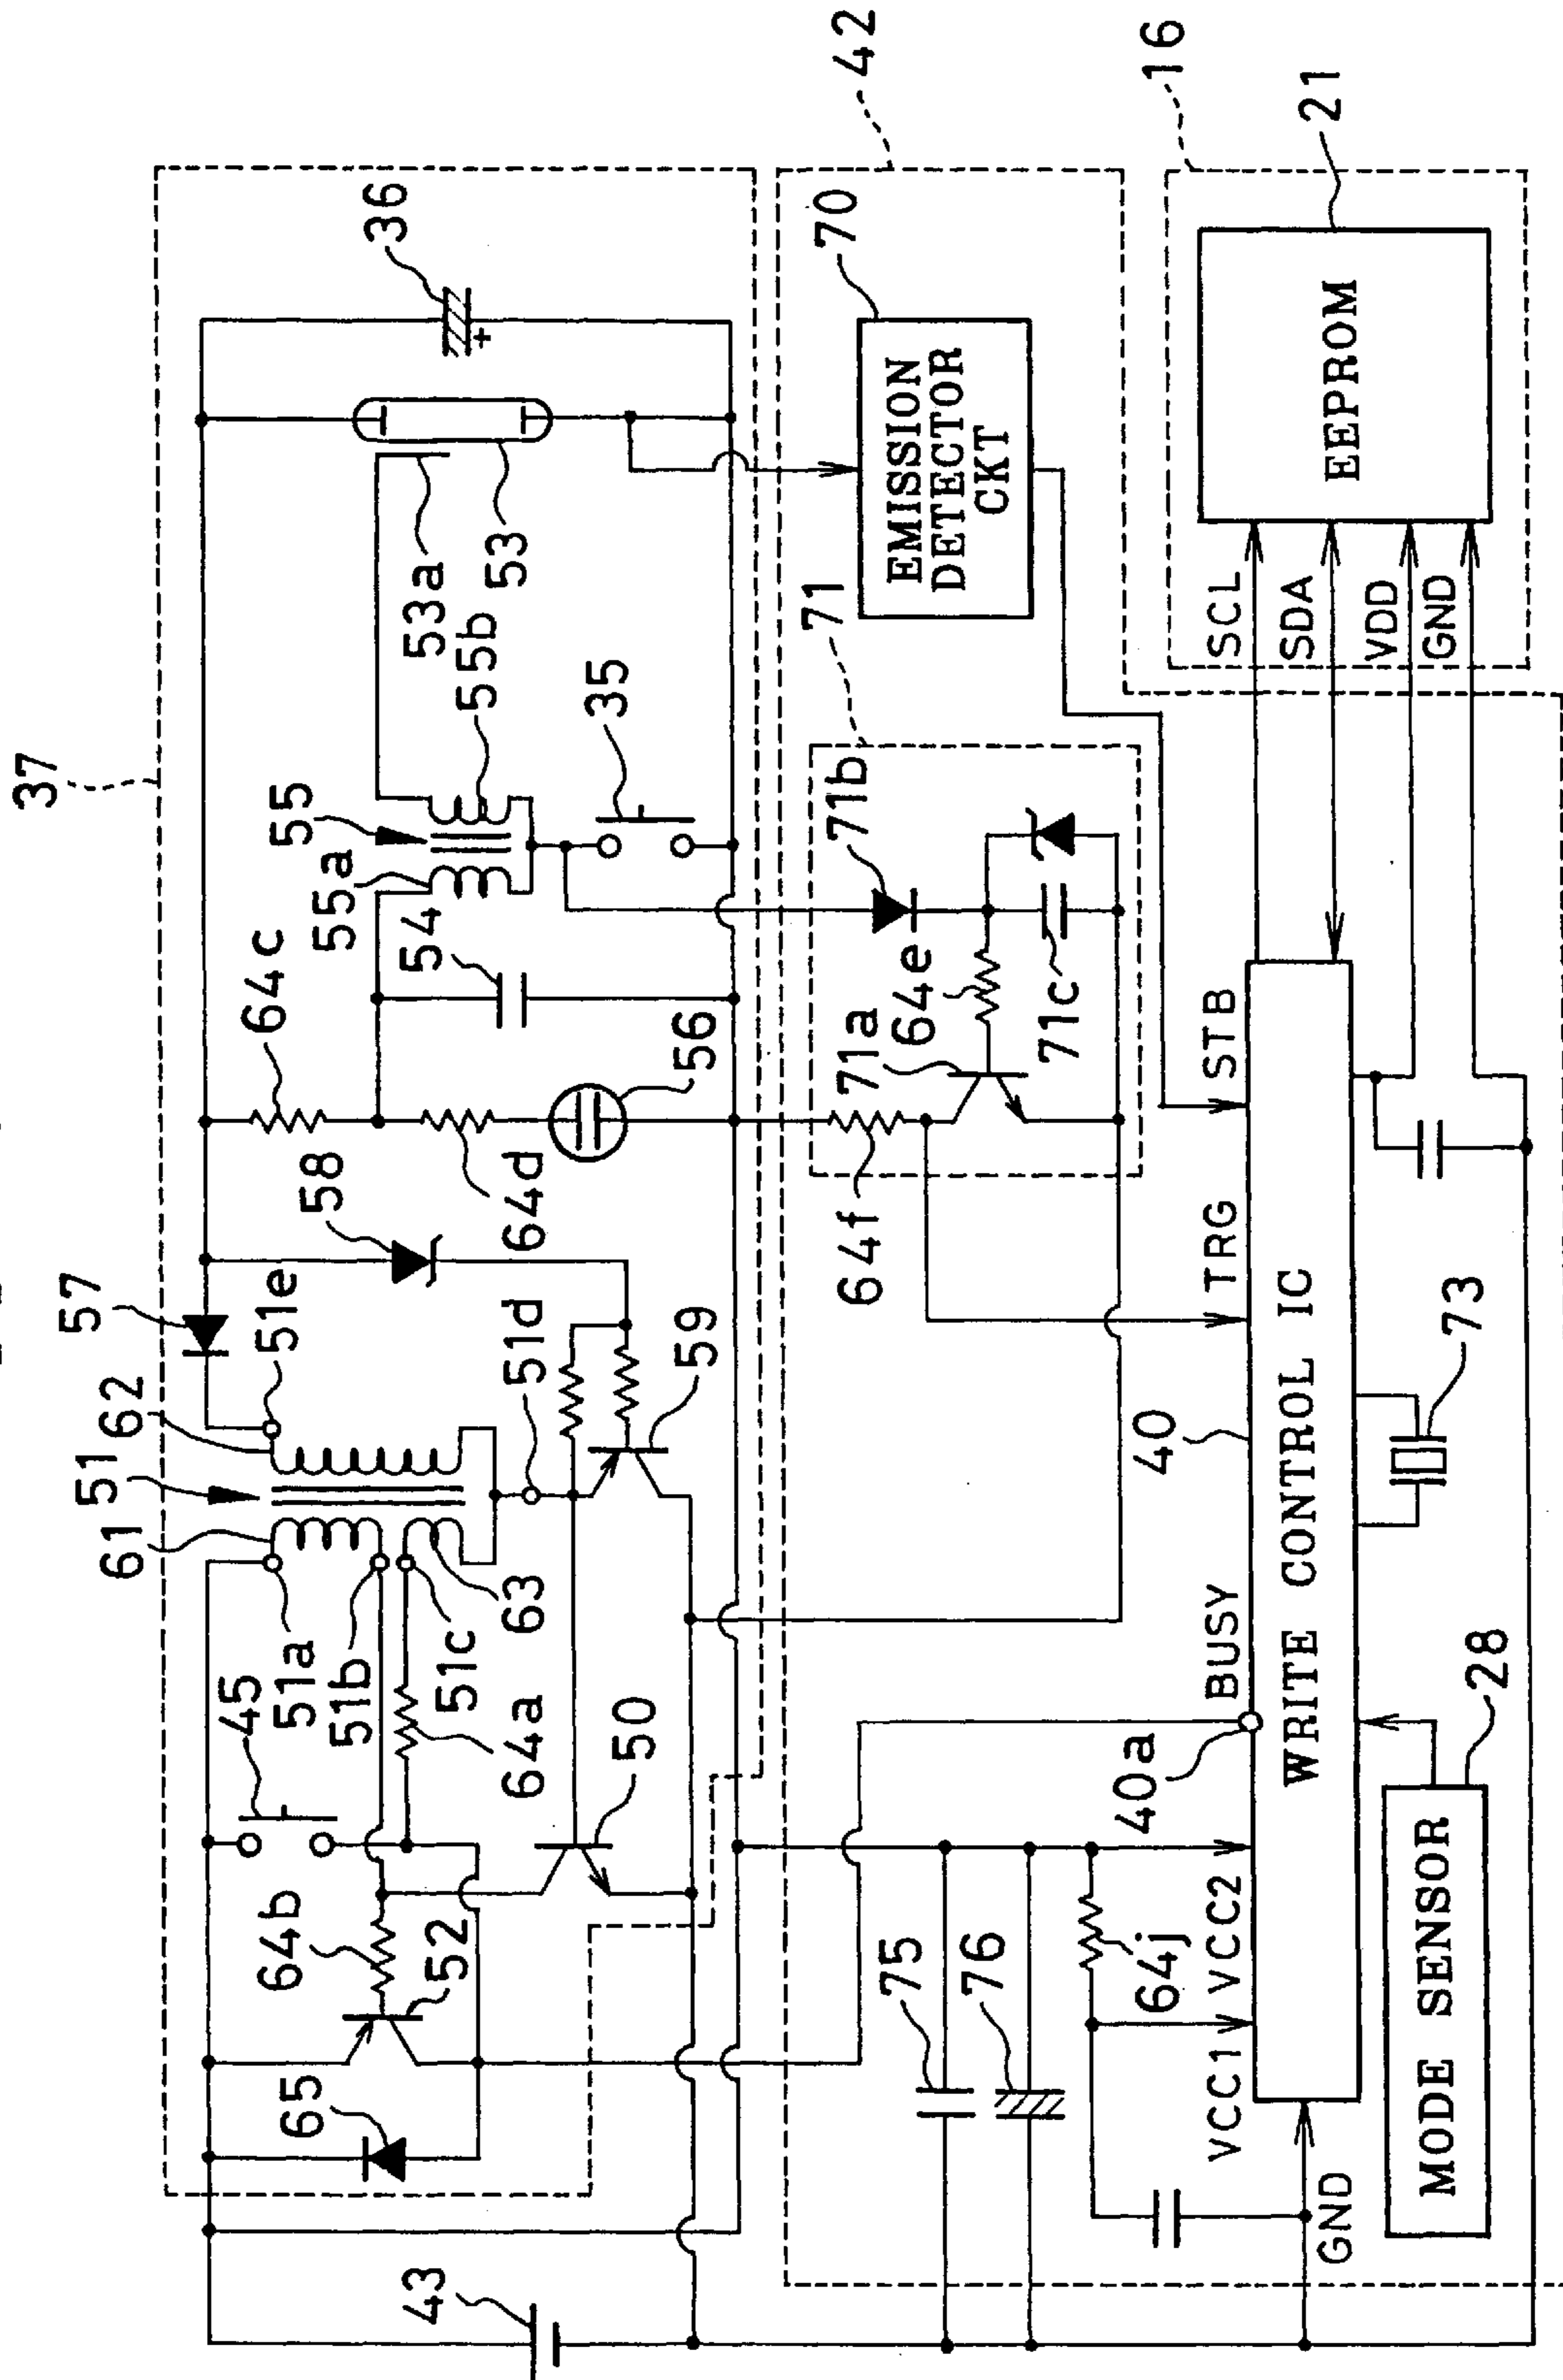 37
57
61
51
62
51e
65
64b
45
51a
51b
51c
63
64a
52
50
51d
59
58
64d
64c
54
55a
55
55b
56
35
53a
53
36
43
42
16
75
76
64j
40a
40
64f
71a
64e
71c
71b
71
70
EMISSION
DETECTOR
CKT
VCC1
VCC2
BUSY
TRG
STB
GND
WRITE CONTROL IC
SCL
SDA
VDD
GND
EEPROM
21
MODE SENSOR
28
73